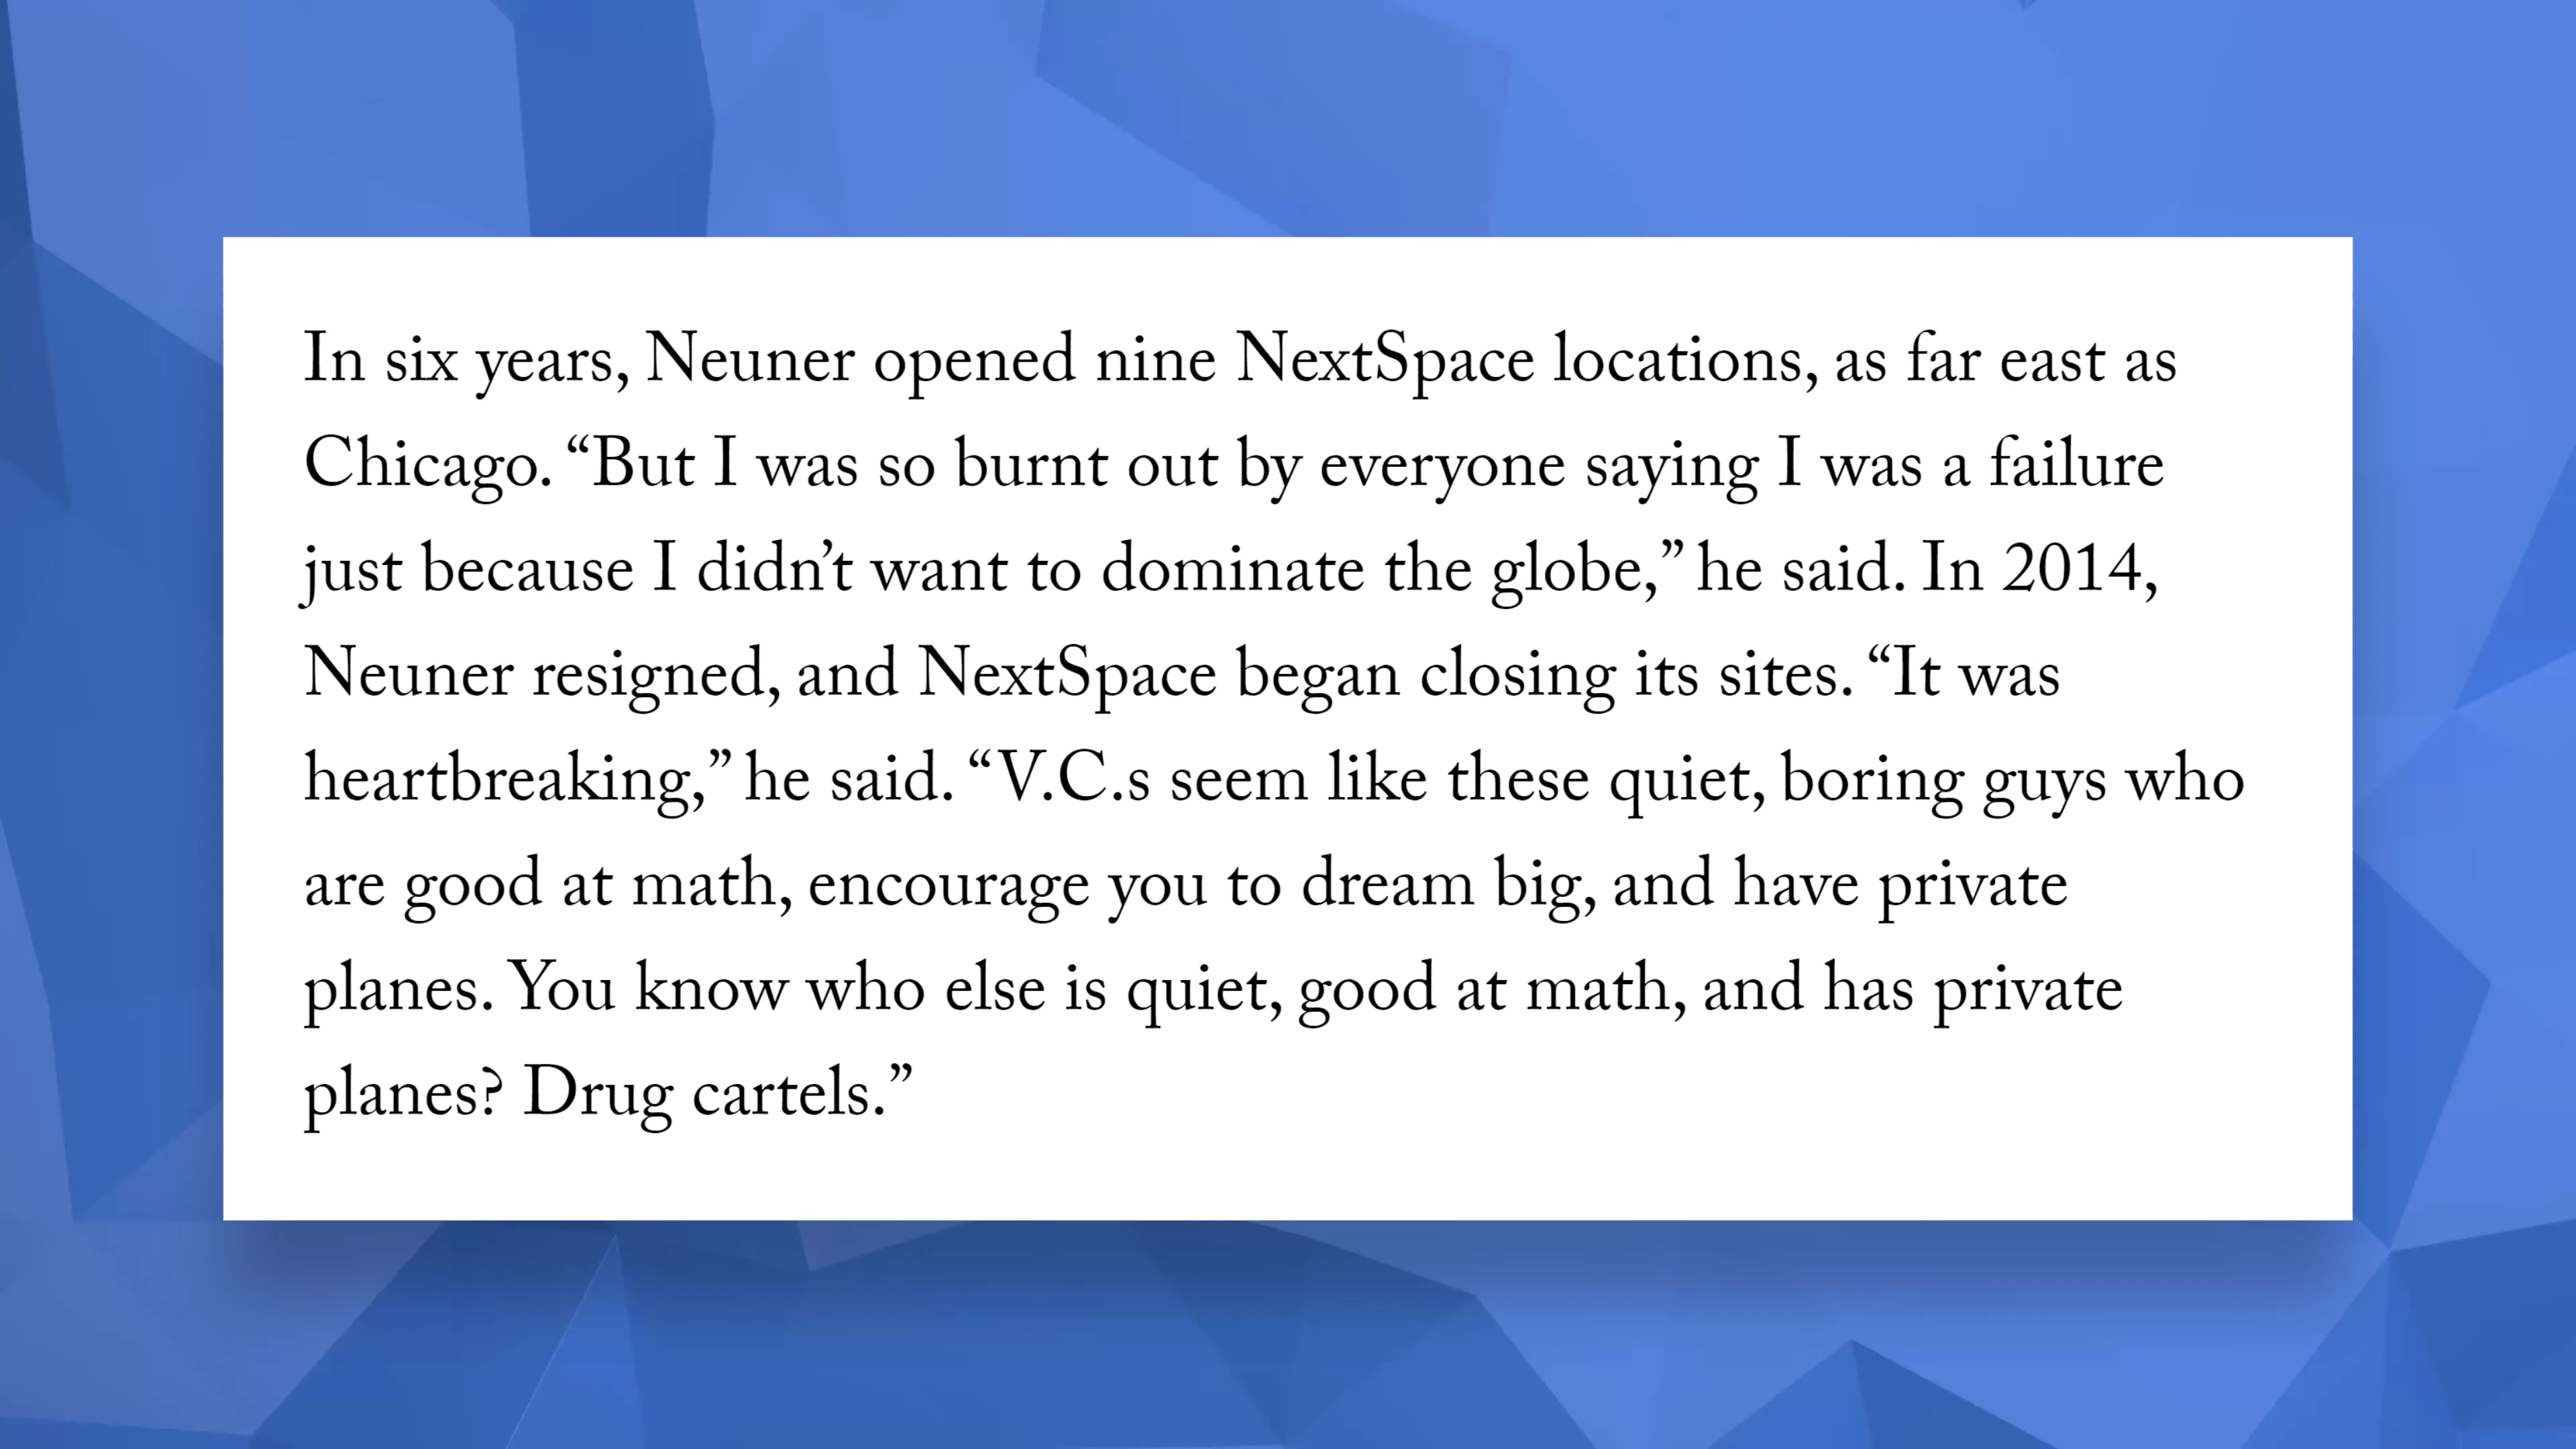 In six years, Neuner opened nine NextSpace locations, as far east as
Chicago. “But I was so burnt out by everyone saying I was a failure
just because I didn’t want to dominate the globe,” he said. In 2014,
Neuner resigned, and NextSpace began closing its sites. “It was
heartbreaking,” he said. “V.C.s seem like these quiet, boring guys who
are good at math, encourage you to dream big, and have private
planes. You know who else is quiet, good at math, and has private
planes? Drug cartels.”